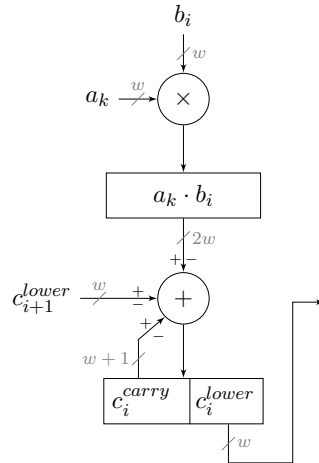 b_i
w
a_k w ×
a_k · b_i
2w
+ −
c_{i+1}^{lower} w + − +
+ −
w + 1
c_i^{carry} c_i^{lower}
w